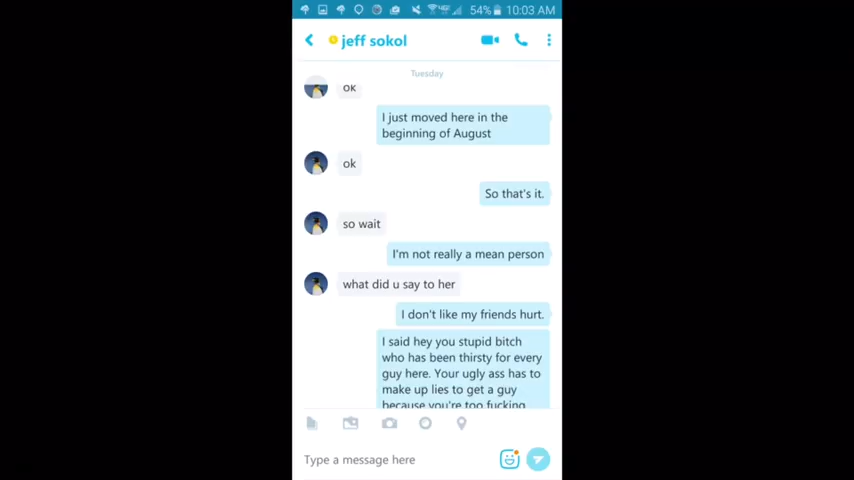 54% 10:03 AM
jeff sokol
Tuesday
ok
I just moved here in the
beginning of August
ok
So that's it.
so wait
I'm not really a mean person
what did u say to her
I don't like my friends hurt.
I said hey you stupid bitch
who has been thirsty for every
guy here. Your ugly ass has to
make up lies to get a guy
because you're too fucking
Type a message here